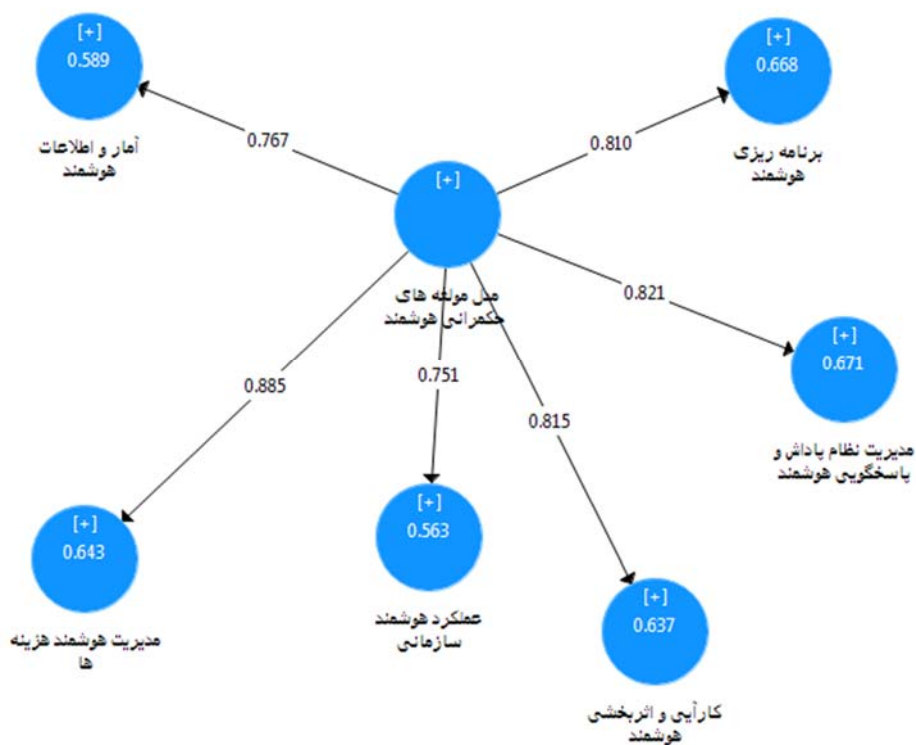 [+]
0.589
آمار و اطلاعات
هوشمند
[+]
0.668
برنامه ریزی
هوشمند
0.767
0.810
[+]
مدل مولفه های
حکمرانی هوشمند
0.821
[+]
0.671
مدیریت نظام پاداش و
پاسخگویی هوشمند
0.885
0.751
0.815
[+]
0.643
مدیریت هوشمند هزینه
ها
[+]
0.563
عملکرد هوشمند
سازمانی
[+]
0.637
کارآیی و اثربخشی
هوشمند